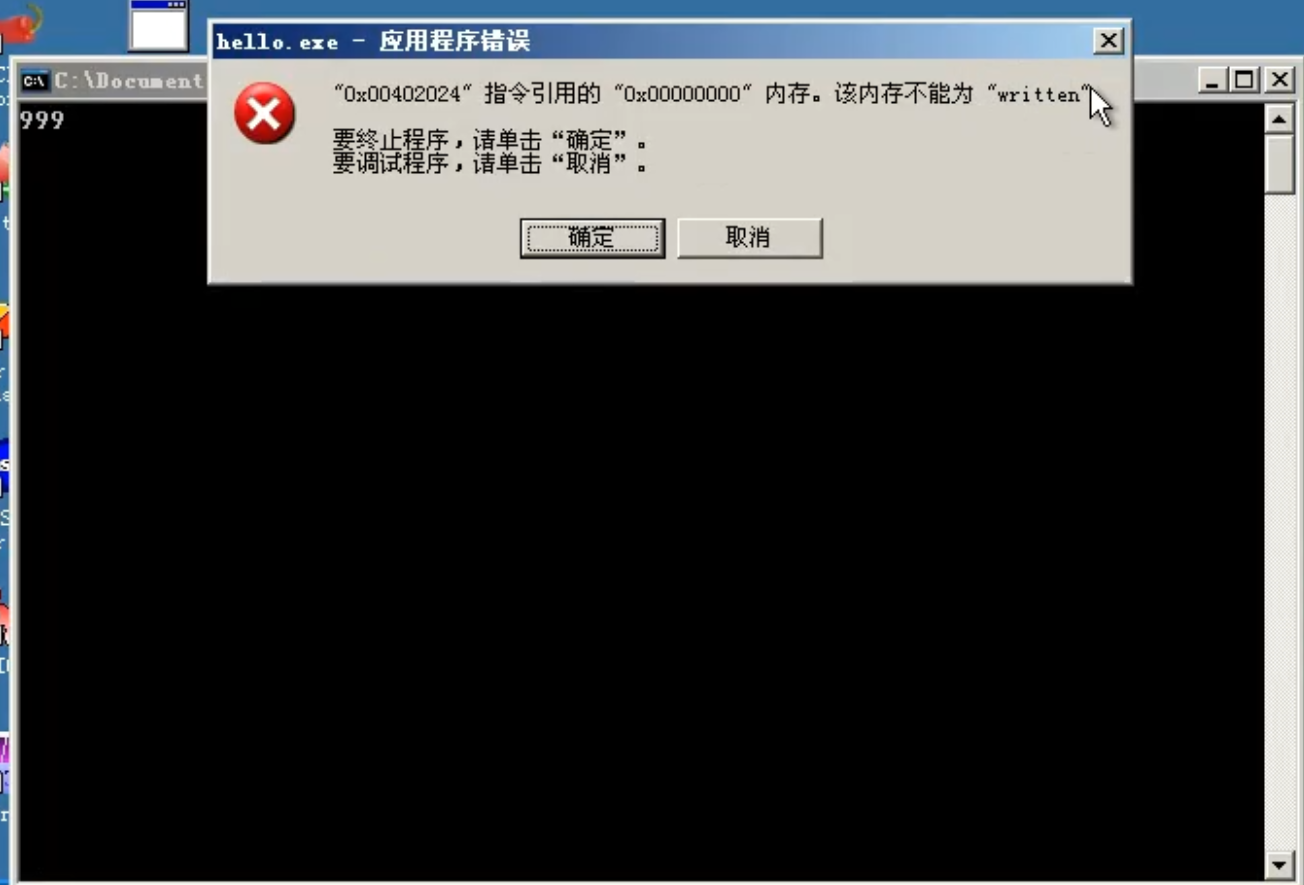 hello.exe - 应用程序错误
C:\Document
"0x00402024" 指令引用的 "0x00000000" 内存。该内存不能为 "written"
999
要终止程序，请单击“确定”。
要调试程序，请单击“取消”。
确定
取消